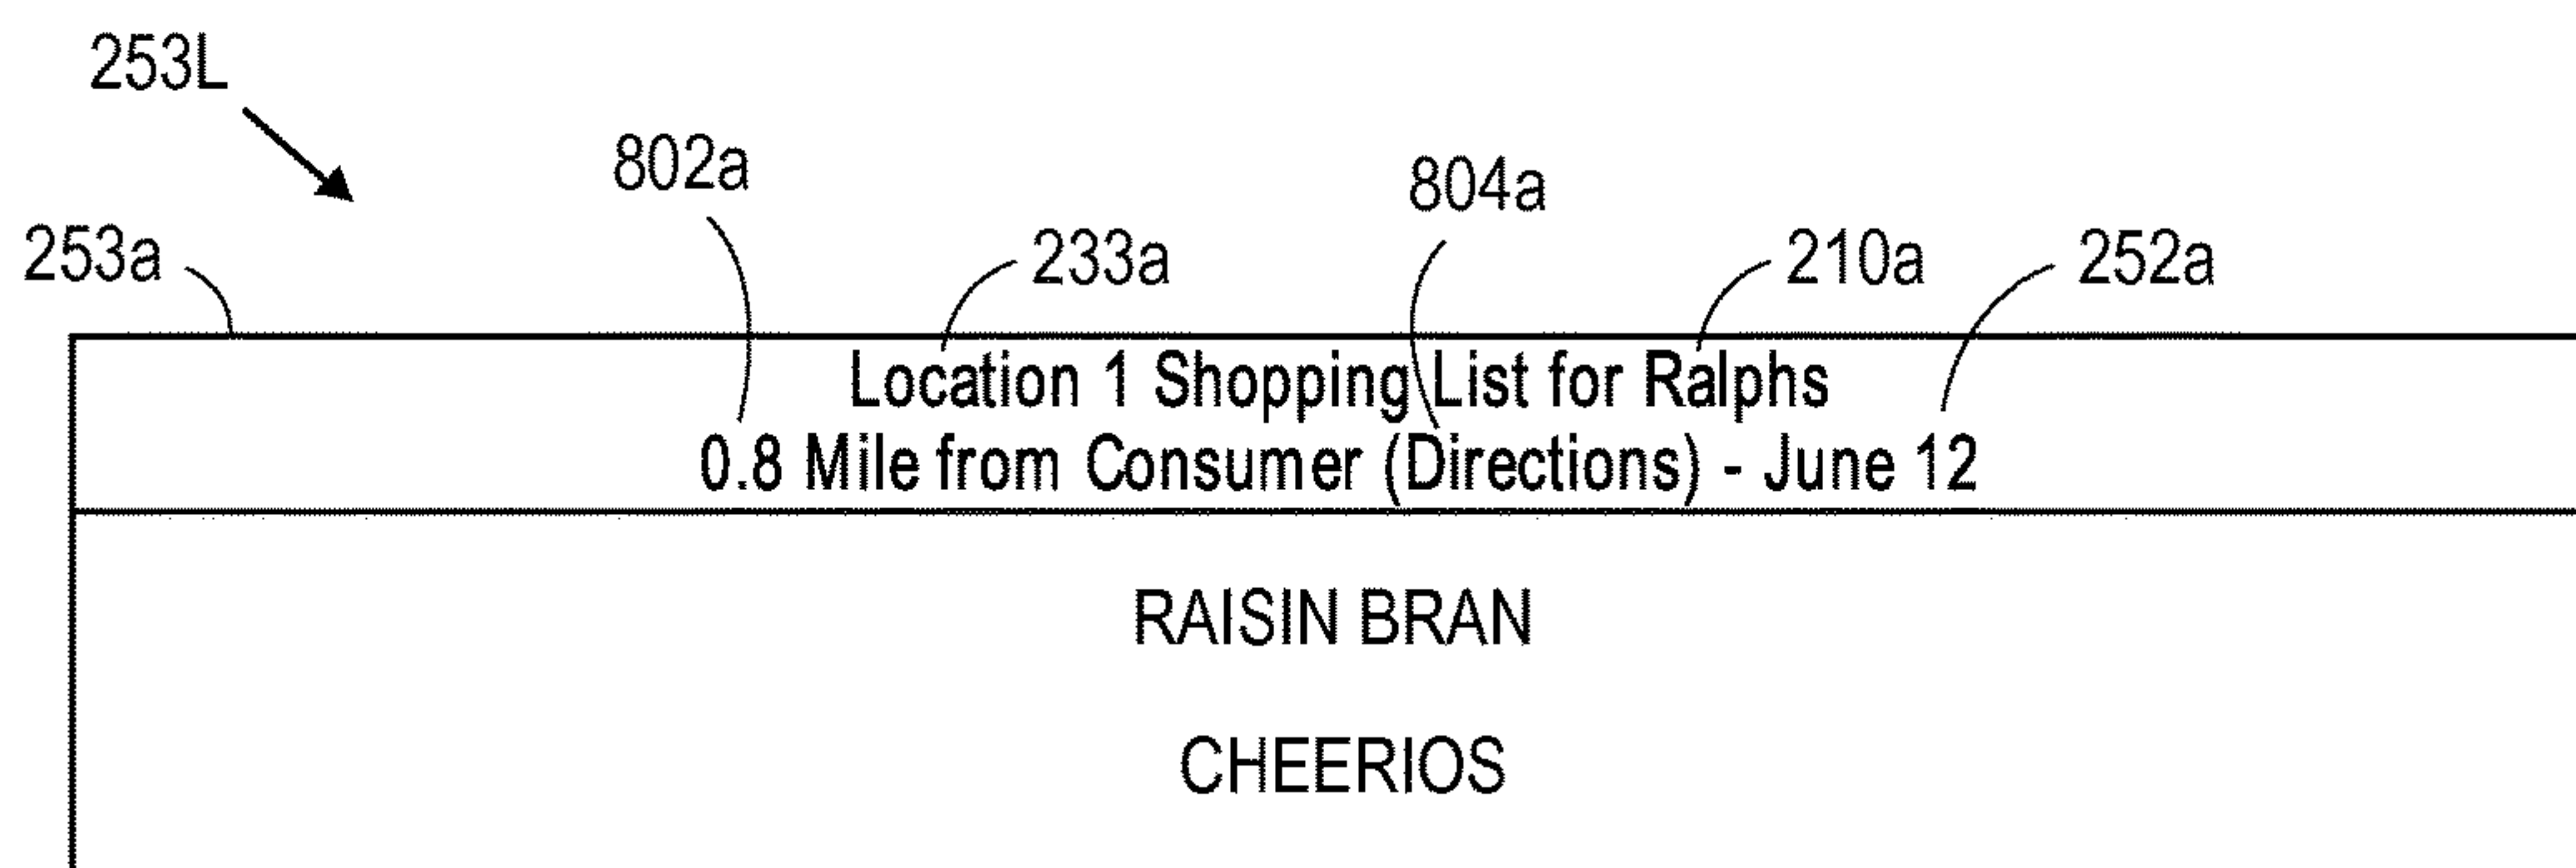 253L
802a
804a
253a
233a
210a
252a
Location 1 Shopping List for Ralphs
0.8 Mile from Consumer (Directions) - June 12
RAISIN BRAN
CHEERIOS